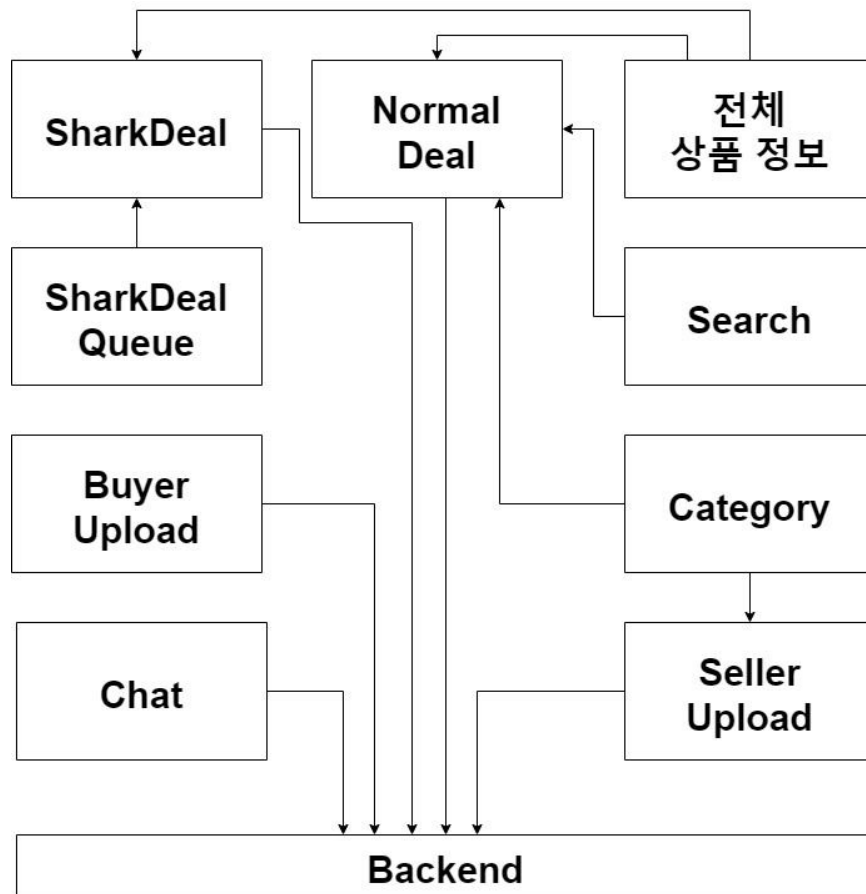 SharkDeal
Normal
Deal
전체
상품 정보
SharkDeal
Queue
Search
Buyer
Upload
Category
Chat
Seller
Upload
Backend